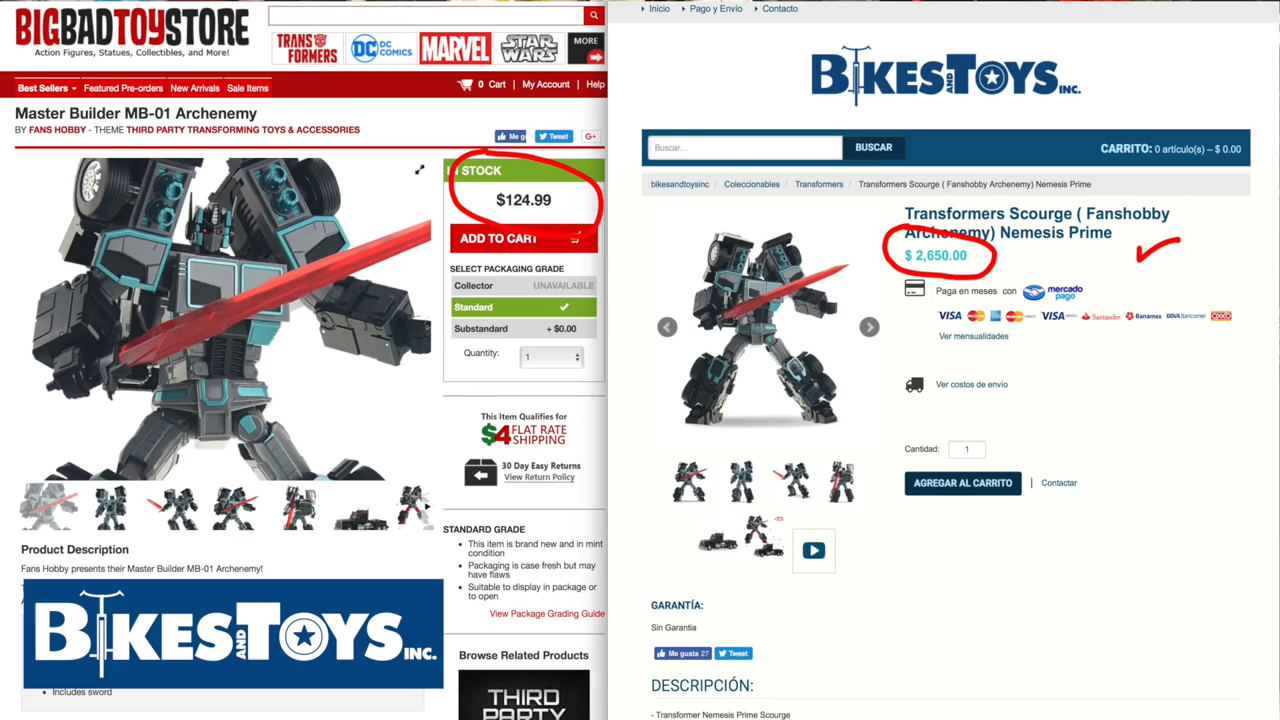 BIGBADTOYSTORE
Action Figures, Statues, Collectibles, and More!
TRANSFORMERS
DC
DC COMICS
MARVEL
STAR WARS
MORE
Best Sellers
Featured Pre-orders
New Arrivals
Sale Items
0 Cart | My Account | Help
Master Builder MB-01 Archenemy
BY FANS HOBBY - THEME THIRD PARTY TRANSFORMING TOYS & ACCESSORIES
Me g
Tweet
G+
STOCK
$124.99
ADD TO CART
SELECT PACKAGING GRADE
Collector UNAVAILABLE
Standard
Substandard + $0.00
Quantity: 1
This Item Qualifies for
$4 FLAT RATE
SHIPPING
30 Day Easy Returns
View Return Policy
STANDARD GRADE
• This item is brand new and in mint
condition
• Packaging is case fresh but may
have flaws
• Suitable to display in package or
to open
View Package Grading Guide
Browse Related Products
THIRD
PARTY
Product Description
Fans Hobby presents their Master Builder MB-01 Archenemy!
BIKES AND TOYS INC.
• Includes sword
Inicio
Pago y Envío
Contacto
BIKES AND TOYS INC.
Buscar...
BUSCAR
CARRITO: 0 artículo(s) – $ 0.00
bikesandtoysinc / Coleccionables / Transformers / Transformers Scourge ( Fanshobby Archenemy) Nemesis Prime
Transformers Scourge ( Fanshobby
Archenemy) Nemesis Prime
$ 2,650.00
Paga en meses con mercado
pago
VISA
VISA
Santander
Banamex
BBVA Bancomer
OXXO
Ver mensualidades
Ver costos de envío
Cantidad: 1
AGREGAR AL CARRITO | Contactar
GARANTÍA:
Sin Garantia
Me gusta 27
Tweet
DESCRIPCIÓN:
- Transformer Nemesis Prime Scourge